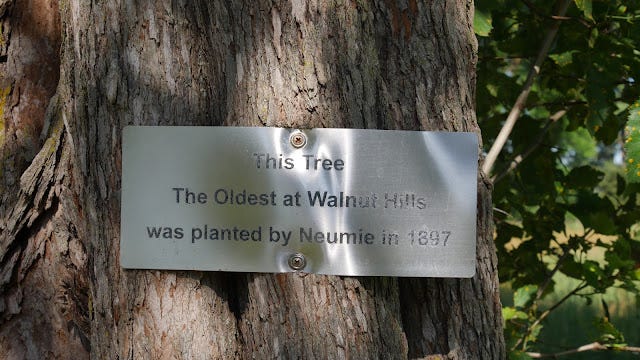 This Tree
The Oldest at Walnut Hills
was planted by Neumie in 1897